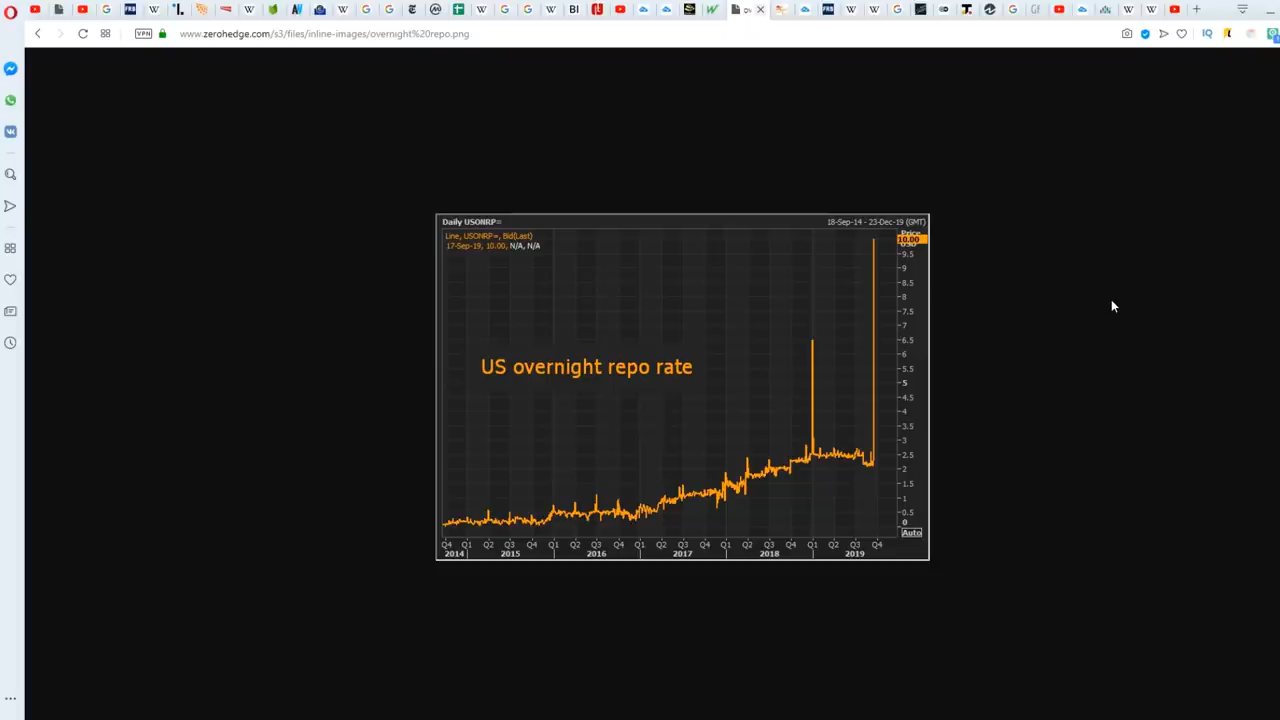 VPN
www.zerohedge.com/s3/files/inline-images/overnight%20repo.png
IQ
Daily USONRP=
18-Sep-14 - 23-Dec-19 (GMT)
Line, USONRP=, Bid(Last)
17-Sep-19, 10.00, N/A, N/A
Price
10.00
9.5
9
8.5
8
7.5
7
6.5
6
5.5
5
4.5
4
3.5
3
2.5
2
1.5
1
0.5
0
Auto
US overnight repo rate
Q4 Q1 Q2 Q3 Q4 Q1 Q2 Q3 Q4 Q1 Q2 Q3 Q4 Q1 Q2 Q3 Q4 Q1 Q2 Q3 Q4
2014 2015 2016 2017 2018 2019